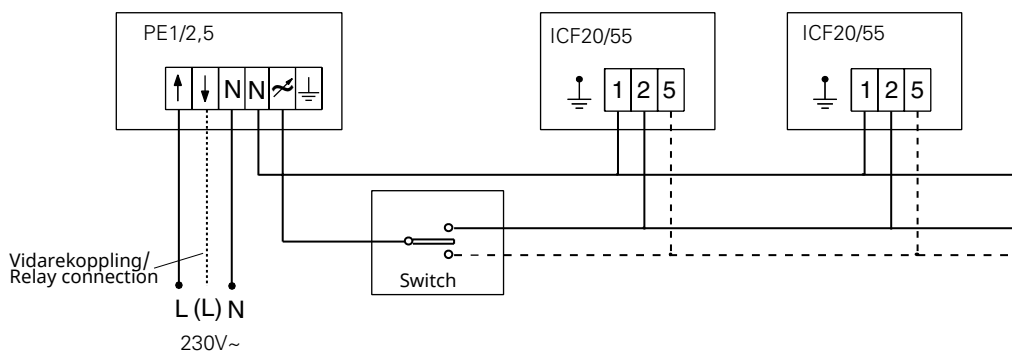 PE1/2,5
N N
ICF20/55
1 2 5
ICF20/55
1 2 5
Vidarekoppling/
Relay connection
Switch
L (L) N
230V~